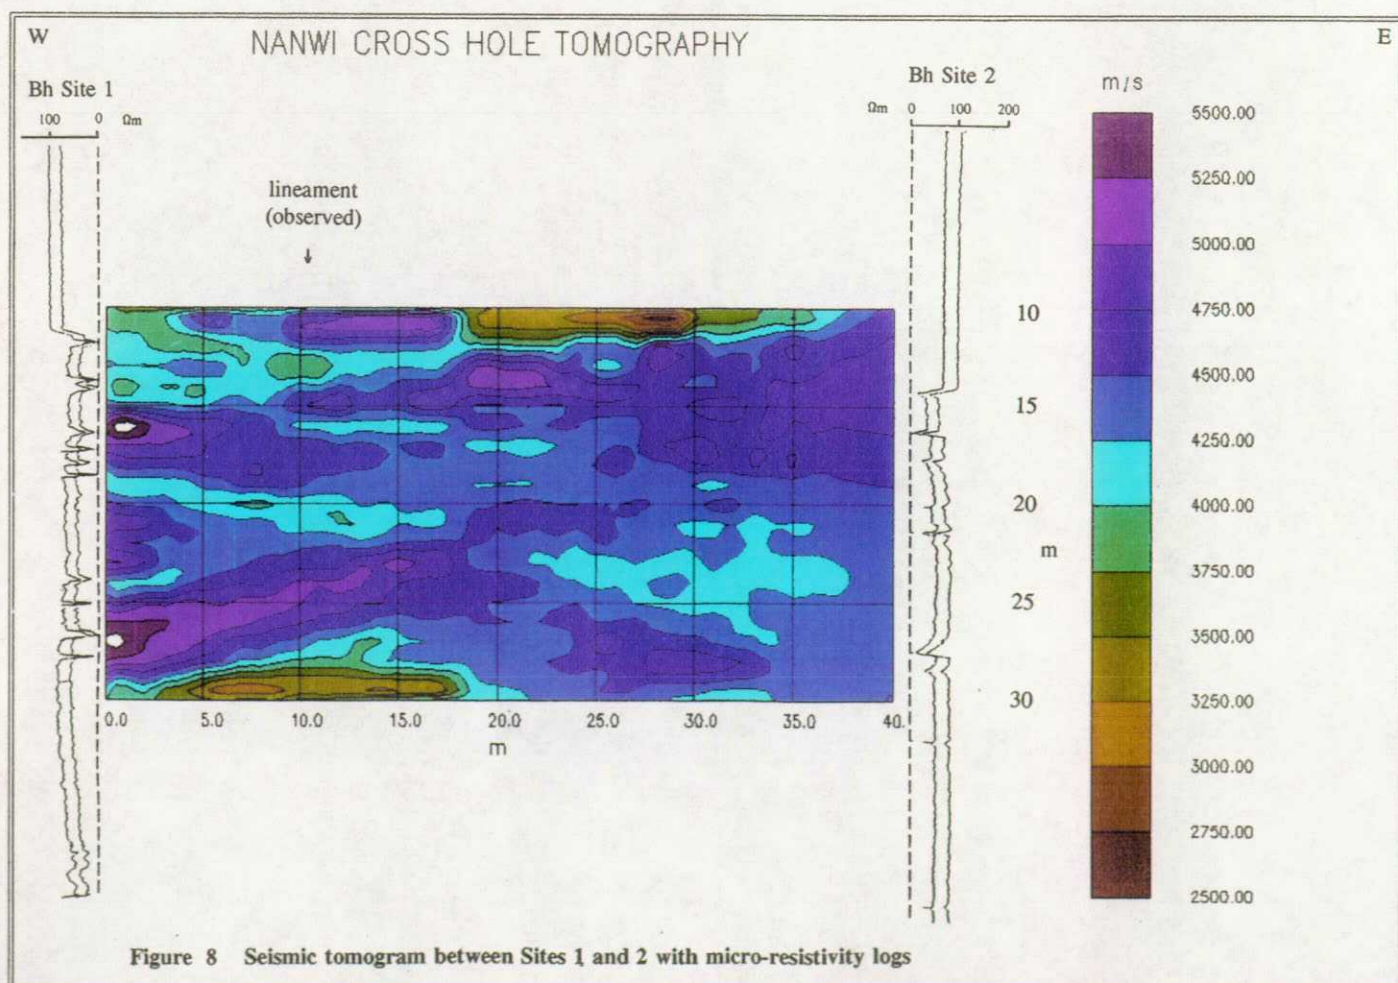 W
NANWI CROSS HOLE TOMOGRAPHY
E
Bh Site 1
Bh Site 2
m/s
100 0 Ωm
Ωm 0 100 200
5500.00
5250.00
5000.00
4750.00
4500.00
4250.00
4000.00
3750.00
3500.00
3250.00
3000.00
2750.00
2500.00
lineament
(observed)
10
15
20
m
25
30
0.0 5.0 10.0 15.0 20.0 25.0 30.0 35.0 40.
m
Figure 8 Seismic tomogram between Sites 1 and 2 with micro-resistivity logs